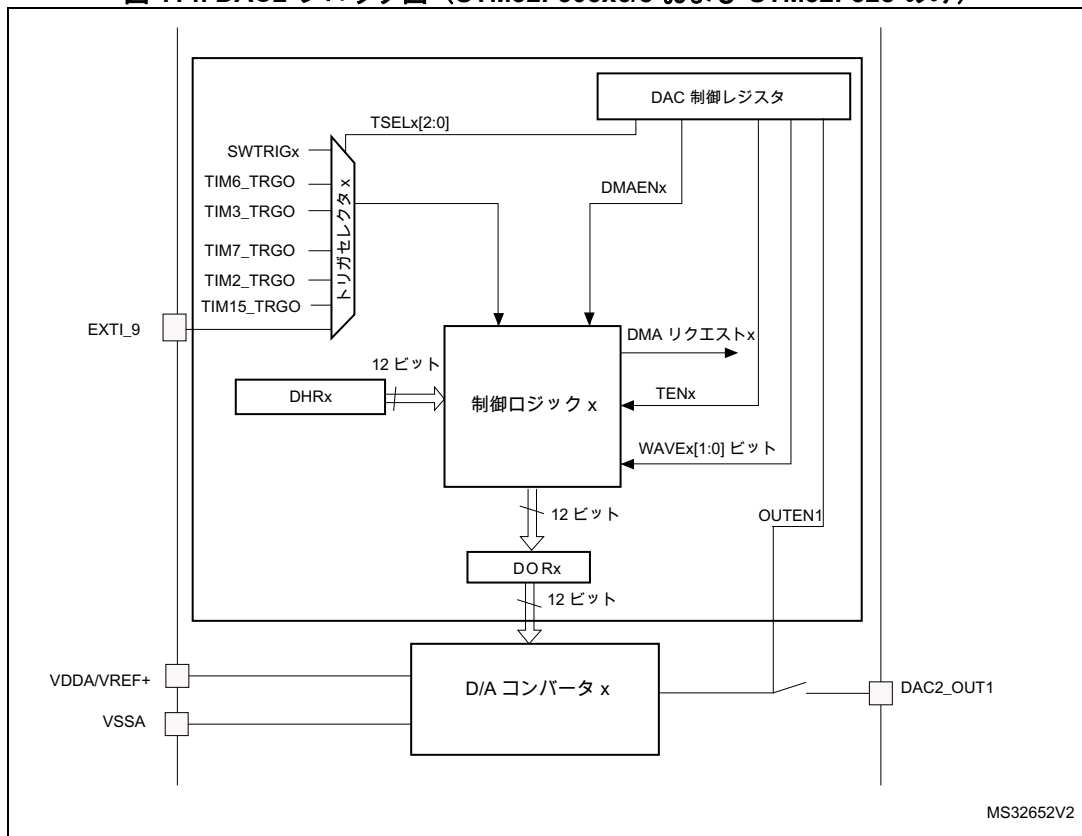 DAC 制御レジスタ
TSELx[2:0]
SWTRIGx
TIM6_TRGO
TIM3_TRGO
TIM7_TRGO
TIM2_TRGO
TIM15_TRGO
トリガセレクタ x
DMAENx
EXTI_9
DMA リクエストx
12 ビット
DHRx
制御ロジック x
TENx
WAVEx[1:0] ビット
12 ビット
OUTEN1
DORx
12 ビット
VDDA/VREF+
D/A コンバータ x
DAC2_OUT1
VSSA
MS32652V2